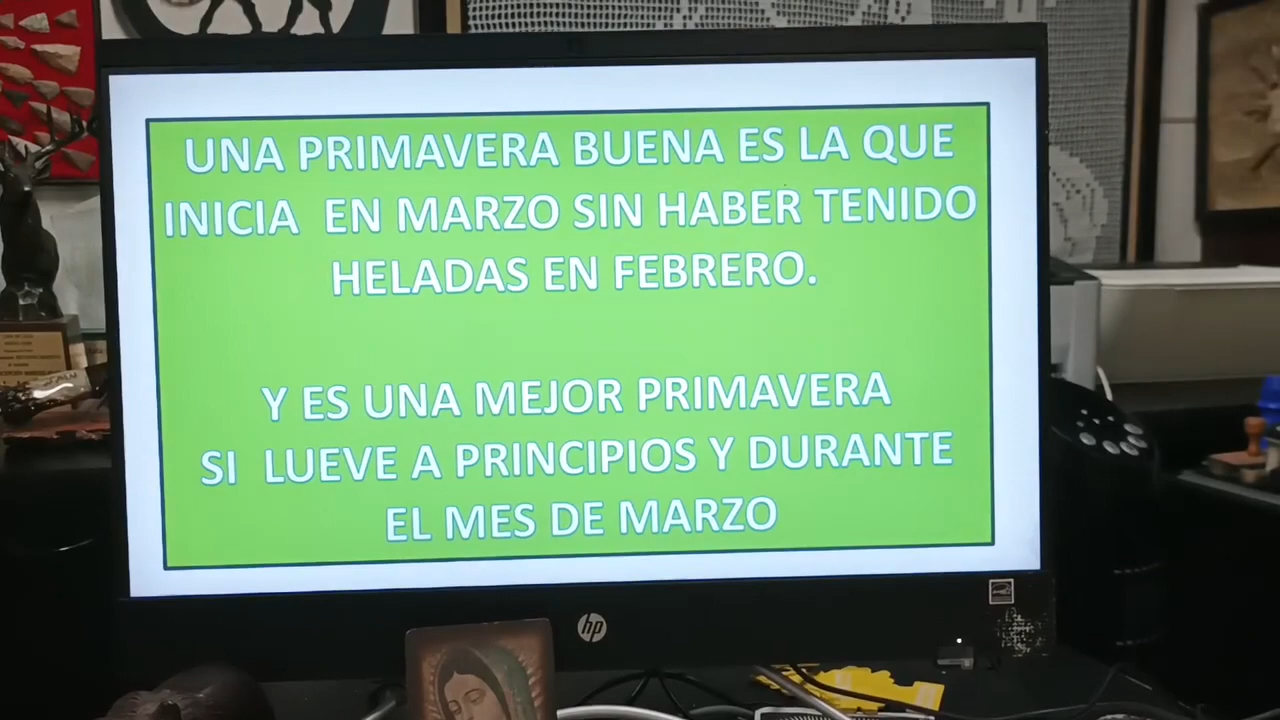 UNA PRIMAVERA BUENA ES LA QUE
INICIA EN MARZO SIN HABER TENIDO
HELADAS EN FEBRERO.
Y ES UNA MEJOR PRIMAVERA
SI LUEVE A PRINCIPIOS Y DURANTE
EL MES DE MARZO
hp